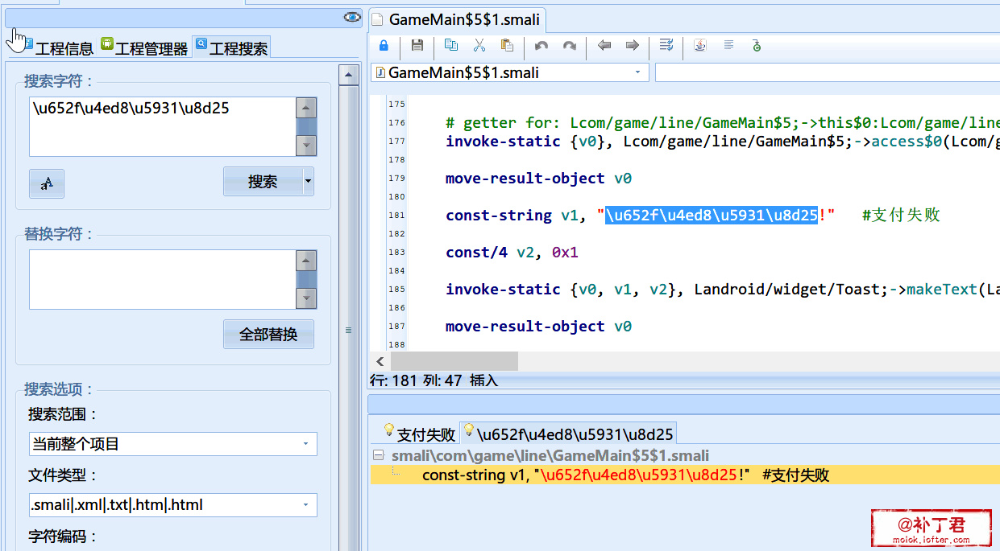 工程信息 工程管理器 工程搜索
搜索字符：
\u652f\u4ed8\u5931\u8d25
aA 搜索
替换字符：
全部替换
搜索选项：
搜索范围：
当前整个项目
文件类型：
.smali|.xml|.txt|.htm|.html
字符编码：
GameMain$5$1.smali
GameMain$5$1.smali
175
176 # getter for: Lcom/game/line/GameMain$5;->this$0:Lcom/game/line
177 invoke-static {v0}, Lcom/game/line/GameMain$5;->access$0(Lcom/g
178
179 move-result-object v0
180
181 const-string v1, "\u652f\u4ed8\u5931\u8d25!" #支付失败
182
183 const/4 v2, 0x1
184
185 invoke-static {v0, v1, v2}, Landroid/widget/Toast;->makeText(La
186
187 move-result-object v0
188
行: 181 列: 47 插入
支付失败 \u652f\u4ed8\u5931\u8d25
smali\com\game\line\GameMain$5$1.smali
const-string v1, "\u652f\u4ed8\u5931\u8d25!" #支付失败
@补丁君
molok.lofter.com